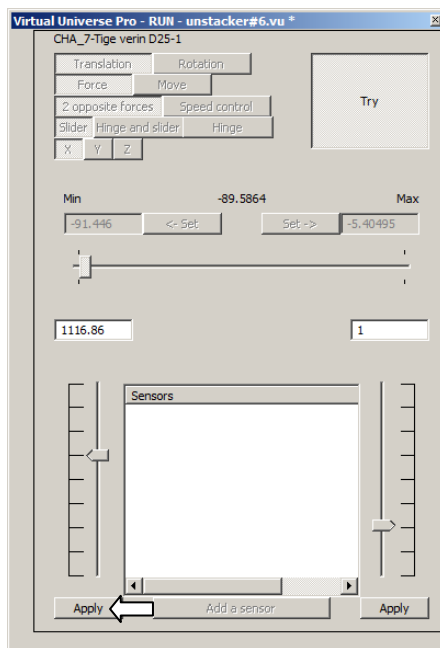 Virtual Universe Pro - RUN - unstacker#6.vu *
CHA_7-Tige verin D25-1
Translation Rotation
Force Move
2 opposite forces Speed control
Try
Slider Hinge and slider Hinge
X Y Z
Min -89.5864 Max
-91.446 <- Set Set -> -5.40495
1116.86 1
Sensors
Apply Add a sensor Apply